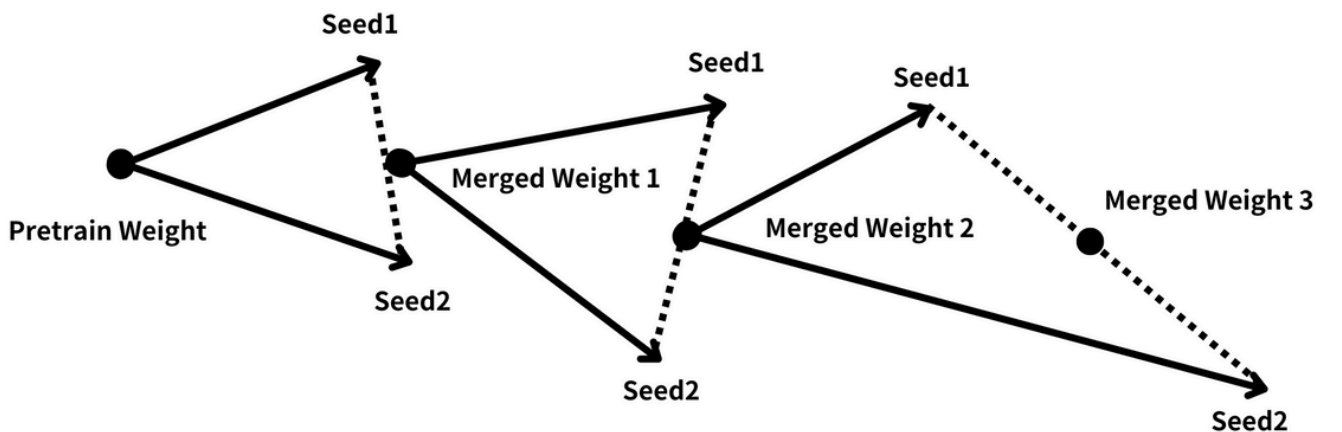 Seed1
Pretrain Weight
Seed2
Seed1
Merged Weight 1
Seed2
Seed1
Merged Weight 2
Merged Weight 3
Seed2